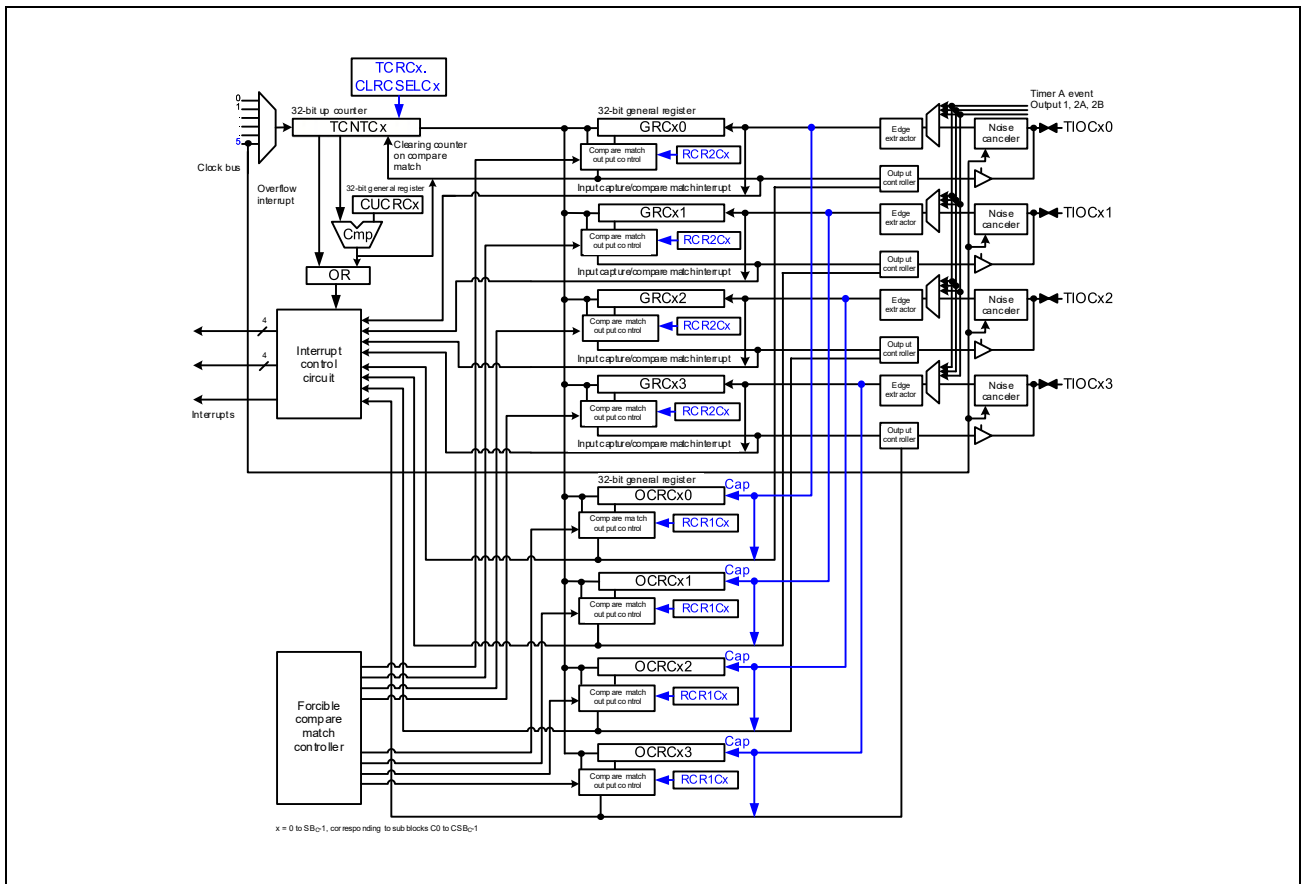 TCRCx.
CLRCSELCx
0
1
.
.
.
5
Clock bus
32-bit up counter
TCNTCx
Clearing counter
on compare
match
Overflow
interrupt
32-bit general register
CUCRCx
Cmp
OR
Interrupt
control
circuit
4
4
Interrupts
32-bit general register
GRCx0
Compare match
output control
RCR2Cx
Input capture/compare match interrupt
GRCx1
Compare match
output control
RCR2Cx
Input capture/compare match interrupt
GRCx2
Compare match
output control
RCR2Cx
Input capture/compare match interrupt
GRCx3
Compare match
output control
RCR2Cx
Input capture/compare match interrupt
Timer A event
Output 1, 2A, 2B
Edge
extractor
Noise
canceler
TIOCx0
Output
controller
Edge
extractor
Noise
canceler
TIOCx1
Output
controller
Edge
extractor
Noise
canceler
TIOCx2
Output
controller
Edge
extractor
Noise
canceler
TIOCx3
Output
controller
32-bit general register
Cap
OCRCx0
Compare match
output control
RCR1Cx
Cap
OCRCx1
Compare match
output control
RCR1Cx
Cap
OCRCx2
Compare match
output control
RCR1Cx
Cap
OCRCx3
Compare match
output control
RCR1Cx
Forcible
compare
match
controller
x = 0 to SBC-1, corresponding to subblocks C0 to CSBC-1